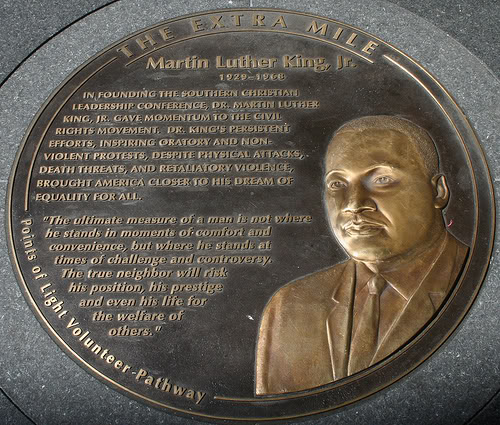 THE EXTRA MILE
Martin Luther King, Jr.
1929-1968
IN FOUNDING THE SOUTHERN CHRISTIAN
LEADERSHIP CONFERENCE, DR. MARTIN LUTHER
KING, JR. GAVE MOMENTUM TO THE CIVIL
RIGHTS MOVEMENT. DR. KING'S PERSISTENT
EFFORTS, INSPIRING ORATORY AND NON-
VIOLENT PROTESTS, DESPITE PHYSICAL ATTACKS,
DEATH THREATS, AND RETALIATORY VIOLENCE,
BROUGHT AMERICA CLOSER TO HIS DREAM OF
EQUALITY FOR ALL.
"The ultimate measure of a man is not where
he stands in moments of comfort and
convenience, but where he stands at
times of challenge and controversy.
The true neighbor will risk
his position, his prestige
and even his life for
the welfare of
others."
Points of Light Volunteer Pathway